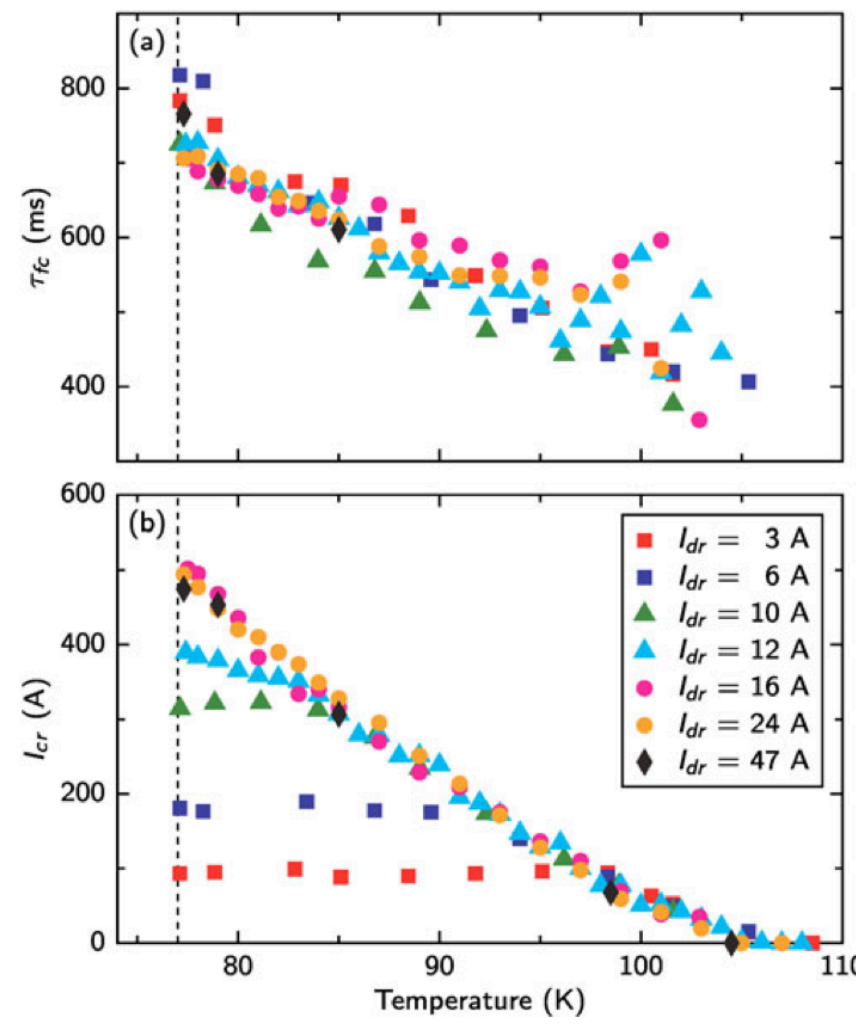 (a)
800
600
400
τfc (ms)
(b)
600
400
200
0
Icr (A)
Idr = 3 A
Idr = 6 A
Idr = 10 A
Idr = 12 A
Idr = 16 A
Idr = 24 A
Idr = 47 A
80 90 100 110
Temperature (K)